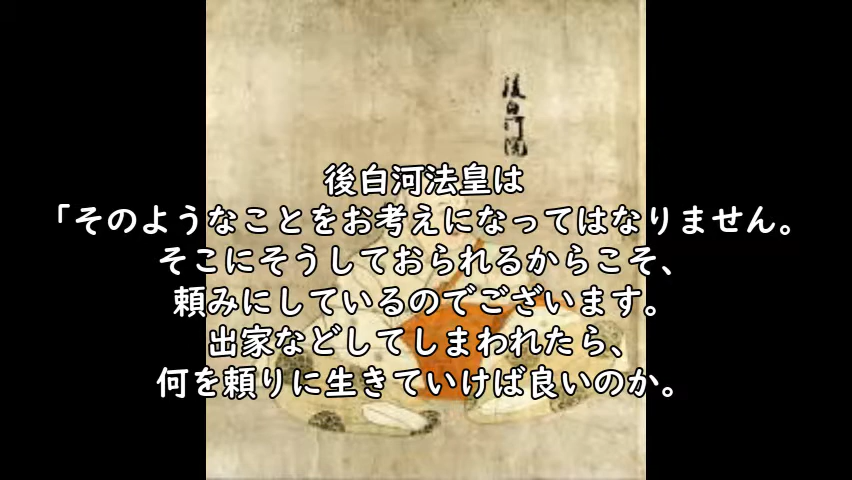 後白河院
後白河法皇は
「そのようなことをお考えになってはなりません。
そこにそうしておられるからこそ、
頼みにしているのでございます。
出家などしてしまわれたら、
何を頼りに生きていけば良いのか。